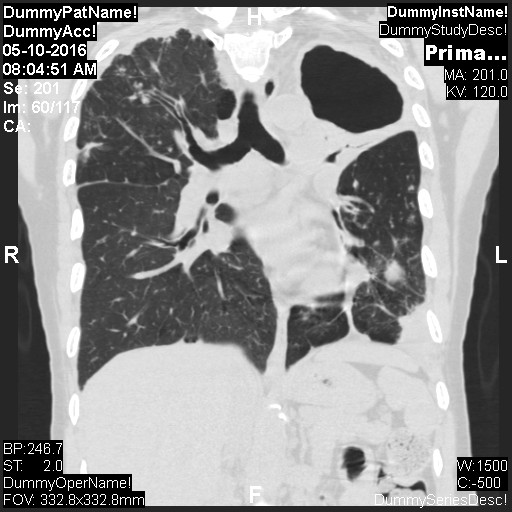 DummyPatName!
DummyAcc!
05-10-2016
08:04:51 AM
Se: 201
Im: 60/117
CA:
H
DummyInstName!
DummyStudyDesc!
Prima...
MA: 201.0
KV: 120.0
R
L
BP:246.7
ST: 2.0
DummyOperName!
FOV: 332.8x332.8mm
F
W:1500
C:-500
DummySeriesDesc!